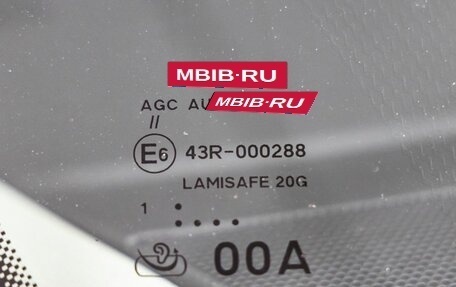 MBIB·RU
MBIB·RU
AGC
//
E6 43R-000288
LAMISAFE 20G
1 : . . .
00A